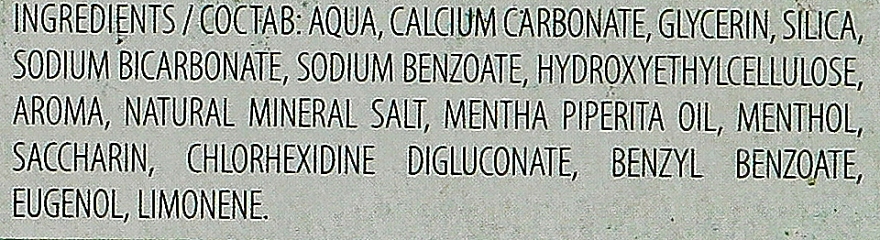 INGREDIENTS / СОСТАВ: AQUA, CALCIUM CARBONATE, GLYCERIN, SILICA,
SODIUM BICARBONATE, SODIUM BENZOATE, HYDROXYETHYLCELLULOSE,
AROMA, NATURAL MINERAL SALT, MENTHA PIPERITA OIL, MENTHOL,
SACCHARIN, CHLORHEXIDINE DIGLUCONATE, BENZYL BENZOATE,
EUGENOL, LIMONENE.